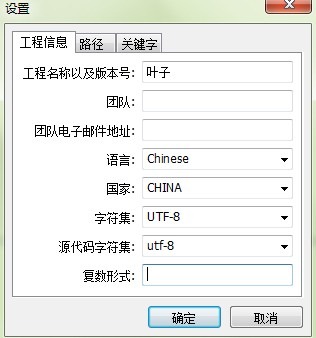 设置
工程信息 路径 关键字
工程名称以及版本号: 叶子
团队:
团队电子邮件地址:
语言: Chinese
国家: CHINA
字符集: UTF-8
源代码字符集: utf-8
复数形式:
确定 取消